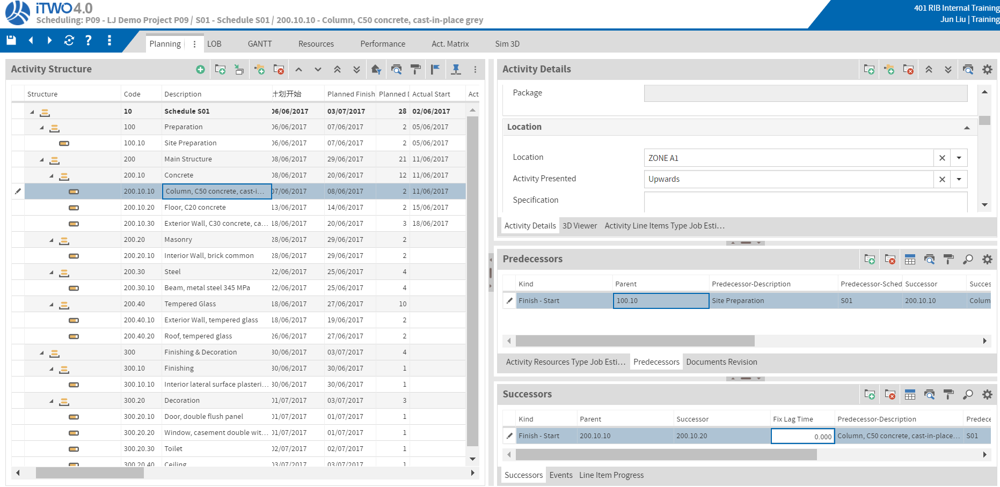 iTWO 4.0
401 RIB Internal Training
Scheduling: P09 - LJ Demo Project P09 / S01 - Schedule S01 / 200.10.10 - Column, C50 concrete, cast-in-place grey
Jun Liu | Training
Planning LOB GANTT Resources Performance Act. Matrix Sim 3D
Activity Structure
Structure Code Description 计划开始 Planned Finish Planned D Actual Start Act
10 Schedule S01 06/06/2017 03/07/2017 28 02/06/2017
100 Preparation 06/06/2017 07/06/2017 2 05/06/2017
100.10 Site Preparation 06/06/2017 07/06/2017 2 05/06/2017
200 Main Structure 08/06/2017 29/06/2017 21 11/06/2017
200.10 Concrete 08/06/2017 20/06/2017 12 11/06/2017
200.10.10 Column, C50 concrete, cast-i... 07/06/2017 08/06/2017 2 11/06/2017
200.10.20 Floor, C20 concrete 13/06/2017 14/06/2017 2 15/06/2017
200.10.30 Exterior Wall, C30 concrete, ca... 18/06/2017 20/06/2017 3 18/06/2017
200.20 Masonry 28/06/2017 29/06/2017 2
200.20.10 Interior Wall, brick common 28/06/2017 29/06/2017 2
200.30 Steel 22/06/2017 25/06/2017 4
200.30.10 Beam, metal steel 345 MPa 22/06/2017 25/06/2017 4
200.40 Tempered Glass 18/06/2017 27/06/2017 10
200.40.10 Exterior Wall, tempered glass 18/06/2017 19/06/2017 2
200.40.20 Roof, tempered glass 26/06/2017 27/06/2017 2
300 Finishing & Decoration 30/06/2017 03/07/2017 4
300.10 Finishing 30/06/2017 30/06/2017 1
300.10.10 Interior lateral surface plasteri... 30/06/2017 30/06/2017 1
300.20 Decoration 01/07/2017 03/07/2017 3
300.20.10 Door, double flush panel 01/07/2017 01/07/2017 1
300.20.20 Window, casement double wit... 01/07/2017 01/07/2017 1
300.20.30 Toilet 02/07/2017 02/07/2017 1
300.20.40 Ceiling 03/07/2017 03/07/2017 1
Activity Details
Package
Location
Location ZONE A1
Activity Presented Upwards
Specification
Activity Details 3D Viewer Activity Line Items Type Job Esti...
Predecessors
Kind Parent Predecessor-Description Predecessor-Sched Successor Succes
Finish - Start 100.10 Site Preparation S01 200.10.10 Colum
Activity Resources Type Job Esti... Predecessors Documents Revision
Successors
Kind Parent Successor Fix Lag Time Predecessor-Description Predece
Finish - Start 200.10.10 200.10.20 0.000 Column, C50 concrete, cast-in-place... S01
Successors Events Line Item Progress